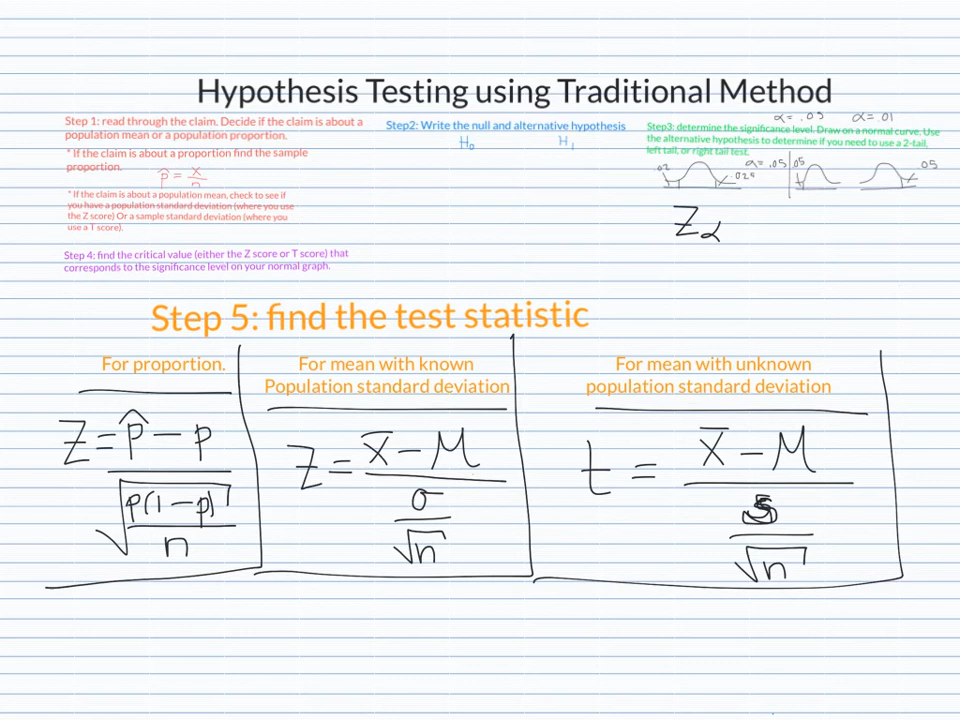 Hypothesis Testing using Traditional Method
Step 1: read through the claim. Decide if the claim is about a
population mean or a population proportion.
* If the claim is about a proportion find the sample
proportion.
p̂ = x/n
* If the claim is about a population mean, check to see if
you have a population standard deviation (where you use
the Z score) Or a sample standard deviation (where you
use a T score).
Step2: Write the null and alternative hypothesis
H₀ H₁
α = .05 α = .01
Step3: determine the significance level. Draw on a normal curve. Use
the alternative hypothesis to determine if you need to use a 2-tail,
left tail, or right tail test.
α = .05 .05 .05
.02 .025
Zα
Step 4: find the critical value (either the Z score or T score) that
corresponds to the significance level on your normal graph.
Step 5: find the test statistic
For proportion.
Z = p̂ − p
√ p(1−p)
n
For mean with known
Population standard deviation
Z = x̄ − M
σ
√n
For mean with unknown
population standard deviation
t = x̄ − M
S
√n